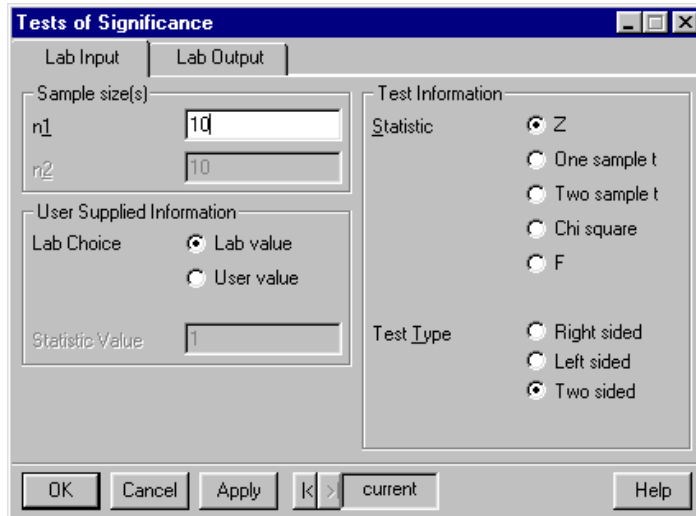 Tests of Significance
Lab Input
Lab Output
Sample size(s)
n1
10
n2
10
User Supplied Information
Lab Choice
Lab value
User value
Statistic Value
1
Test Information
Statistic
Z
One sample t
Two sample t
Chi square
F
Test Type
Right sided
Left sided
Two sided
OK
Cancel
Apply
current
Help